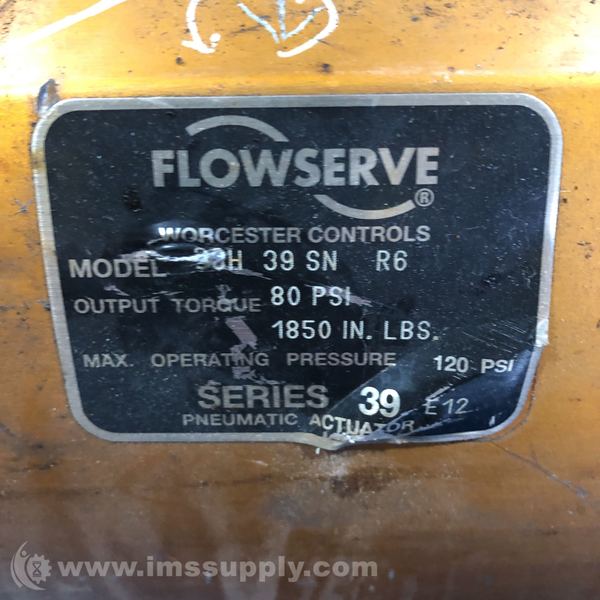 FLOWSERVE®
WORCESTER CONTROLS
MODEL 39 SN R6
OUTPUT TORQUE 80 PSI
1850 IN. LBS.
MAX. OPERATING PRESSURE 120 PSI
SERIES 39 E12
PNEUMATIC ACTUATOR
www.imssupply.com